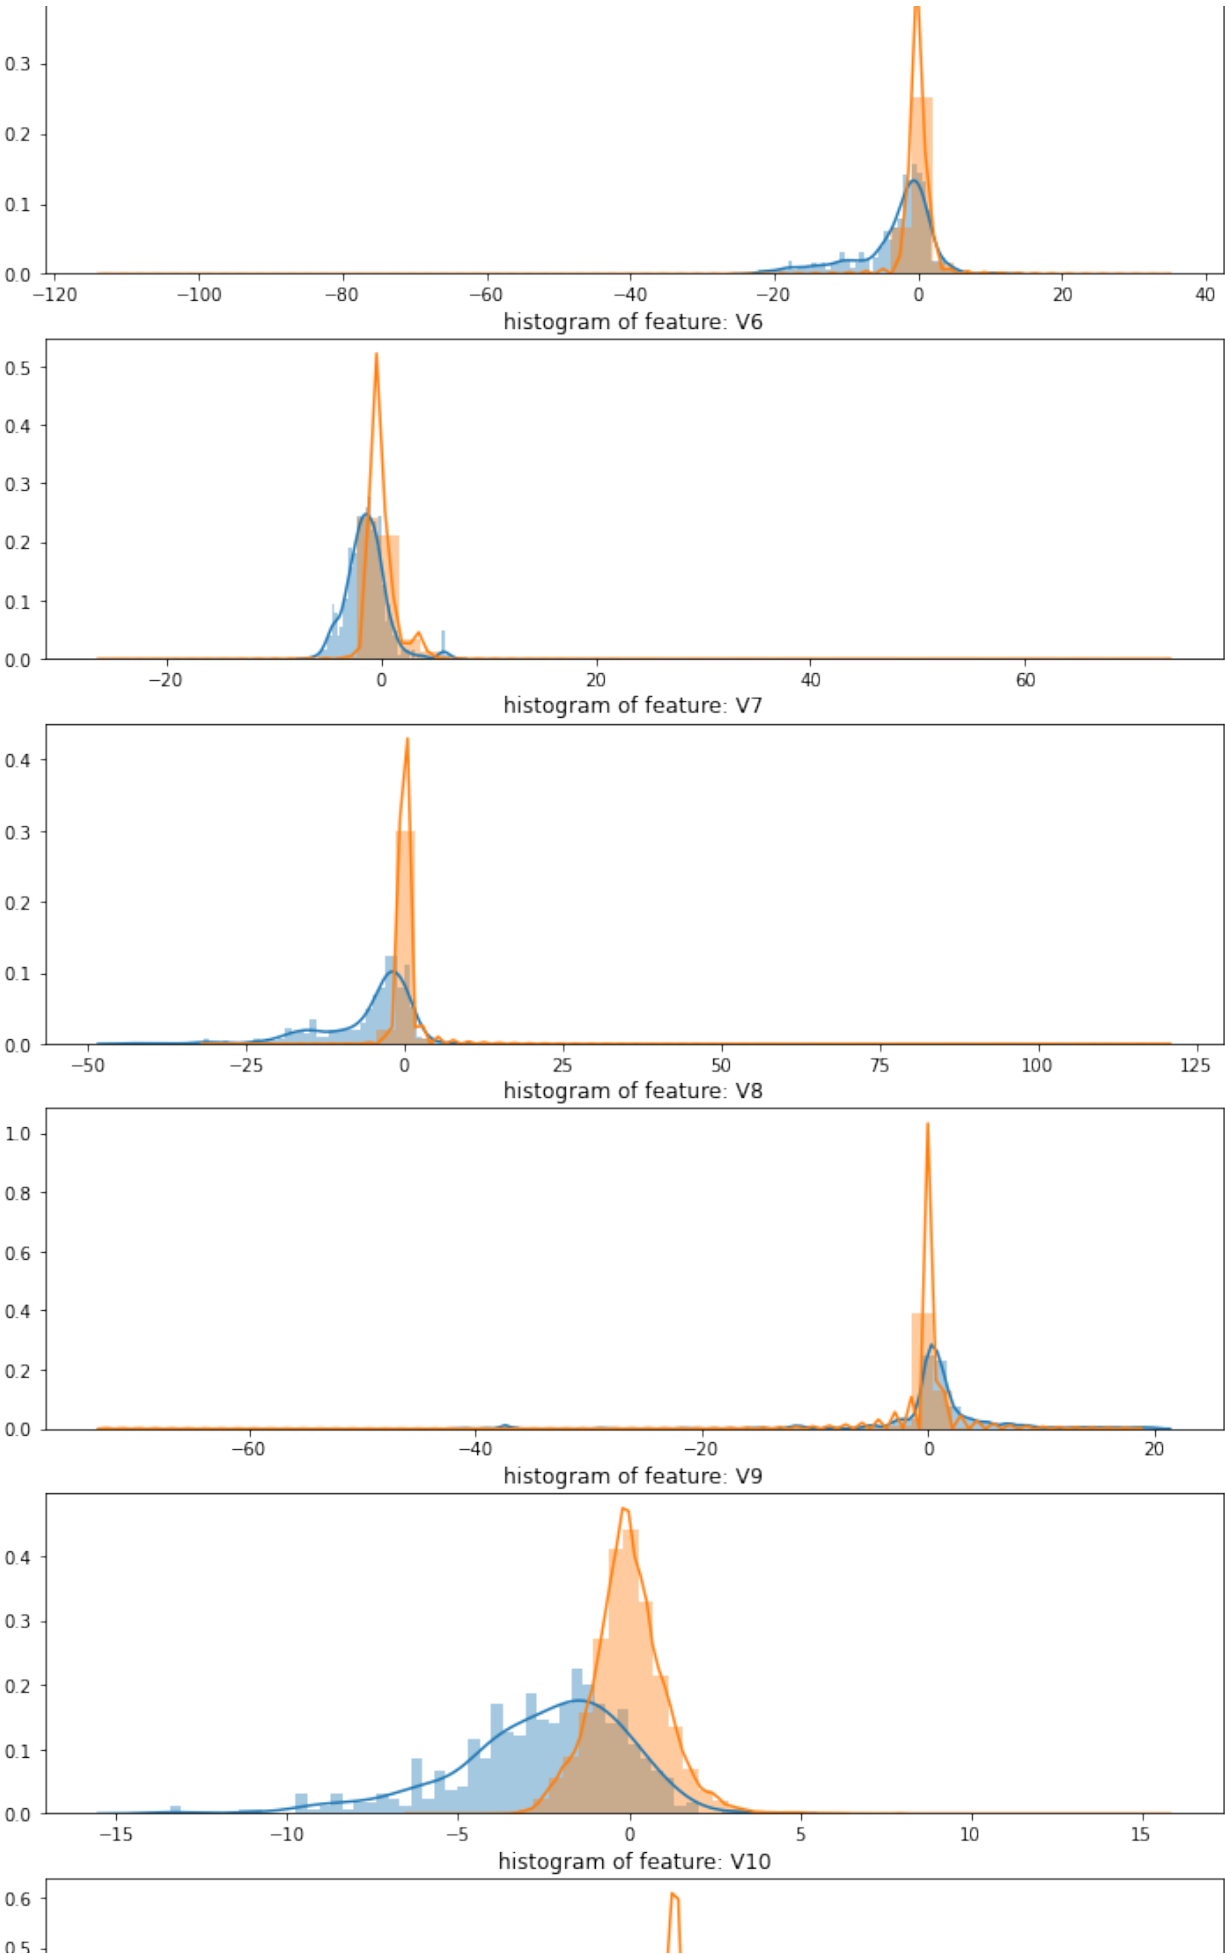 0.3
0.2
0.1
0.0
−120 −100 −80 −60 −40 −20 0 20 40
histogram of feature: V6
0.5
0.4
0.3
0.2
0.1
0.0
−20 0 20 40 60
histogram of feature: V7
0.4
0.3
0.2
0.1
0.0
−50 −25 0 25 50 75 100 125
histogram of feature: V8
1.0
0.8
0.6
0.4
0.2
0.0
−60 −40 −20 0 20
histogram of feature: V9
0.4
0.3
0.2
0.1
0.0
−15 −10 −5 0 5 10 15
histogram of feature: V10
0.6
0.5